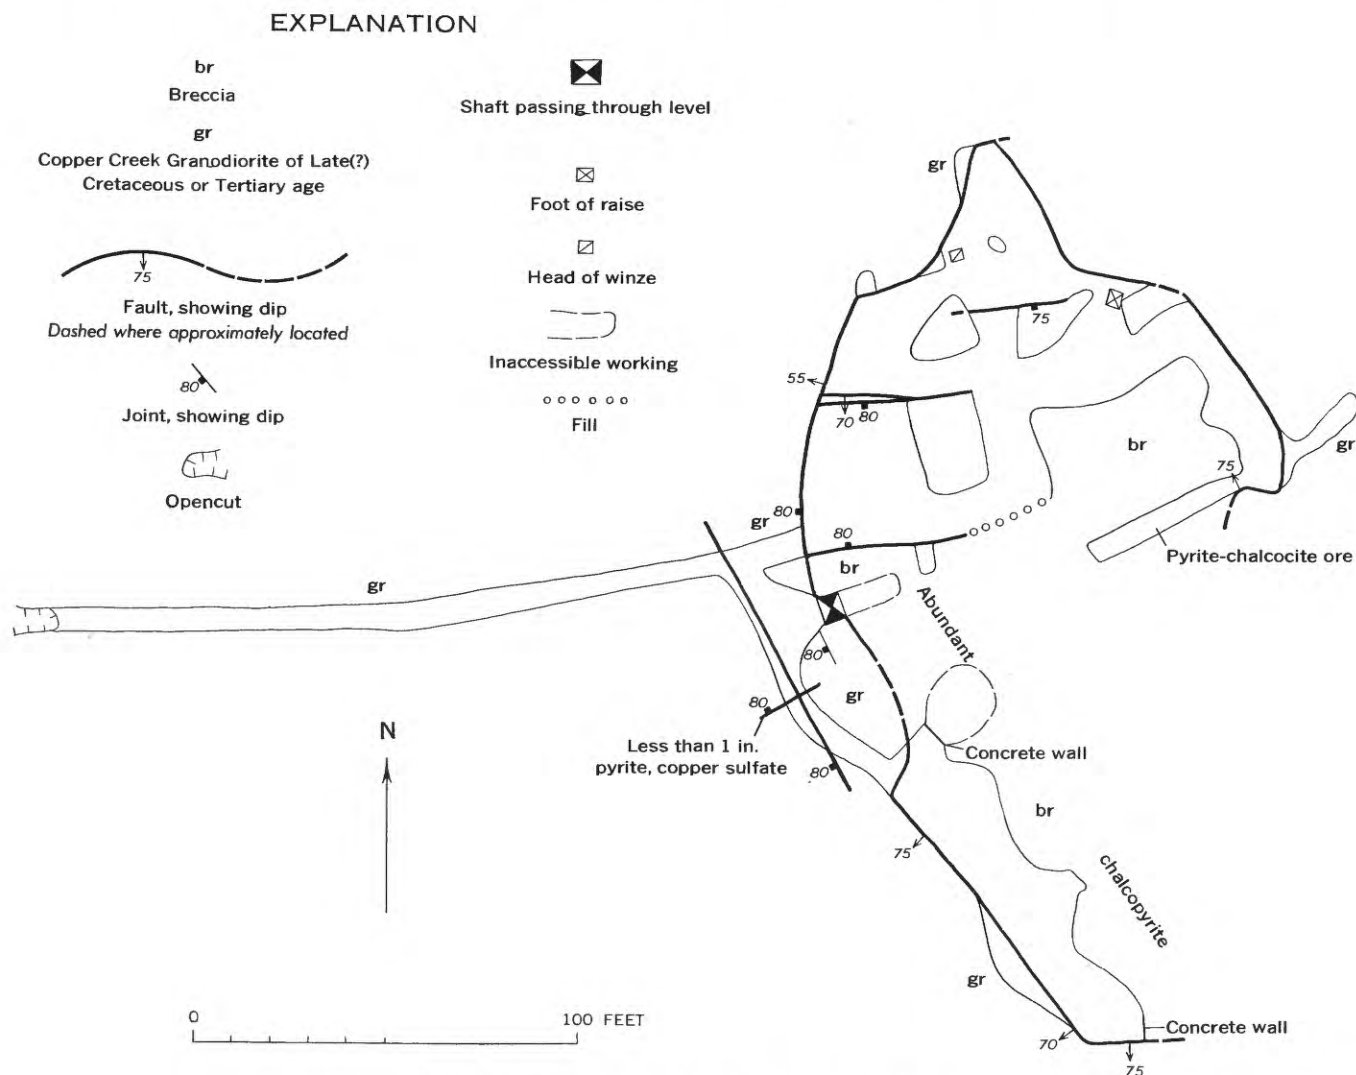 EXPLANATION
br
Breccia
gr
Copper Creek Granodiorite of Late(?)
Cretaceous or Tertiary age
75
Fault, showing dip
Dashed where approximately located
80
Joint, showing dip
Opencut
Shaft passing through level
Foot of raise
Head of winze
Inaccessible working
Fill
gr
75
55
70
80
br
75
gr
80
gr
80
Pyrite-chalcocite ore
br
gr
Abundant
80
gr
80
N
Less than 1 in.
pyrite, copper sulfate
Concrete wall
80
br
75
chalcopyrite
gr
0
100 FEET
Concrete wall
70
75